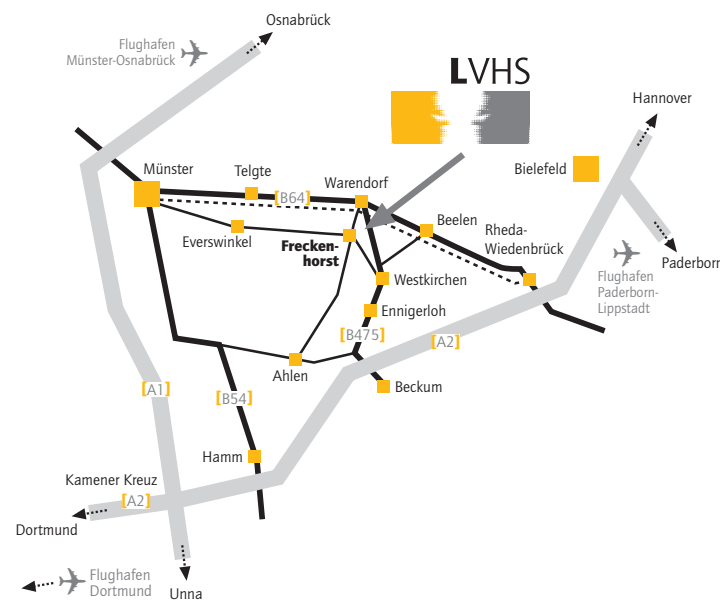 Osnabrück
Flughafen
Münster-Osnabrück
LVHS
Hannover
Münster
Telgte
Bielefeld
Warendorf
[B64]
Beelen
Rheda-
Wiedenbrück
Everswinkel
Frecken-
horst
Paderborn
Westkirchen
Flughafen
Paderborn-
Lippstadt
Ennigerloh
[B475]
[A2]
Ahlen
[A1]
[B54]
Beckum
Hamm
Kamener Kreuz
[A2]
Dortmund
Flughafen
Dortmund
Unna